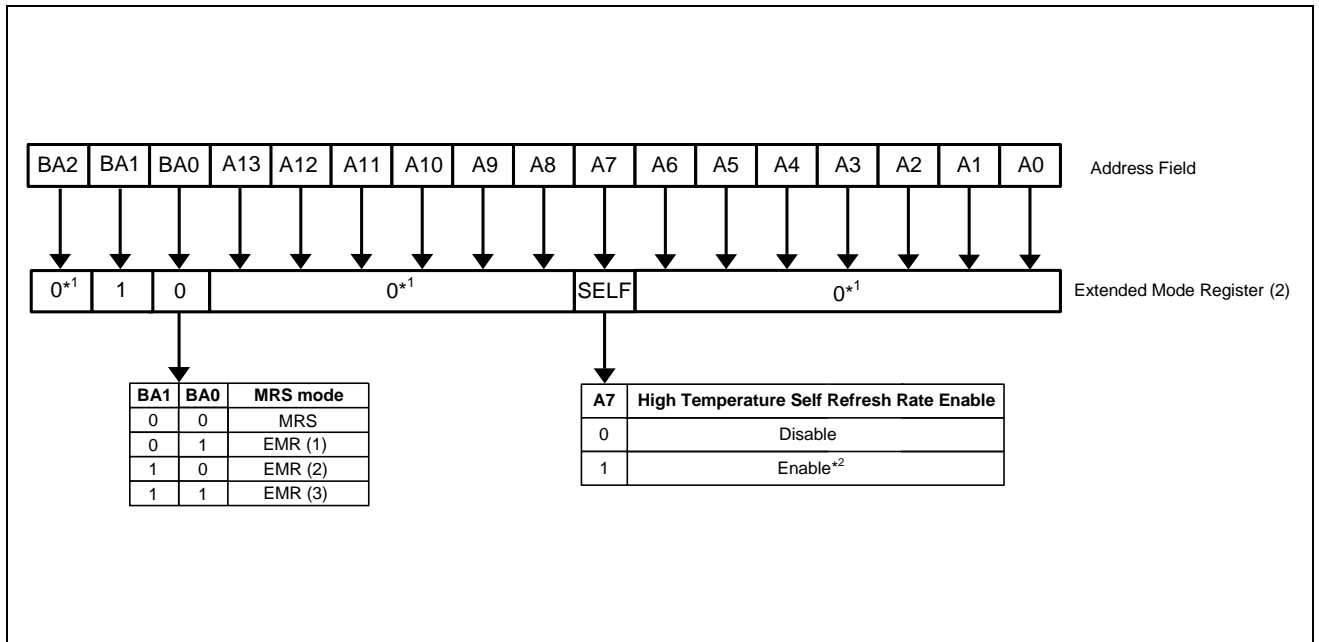 BA2 BA1 BA0 A13 A12 A11 A10 A9 A8 A7 A6 A5 A4 A3 A2 A1 A0 Address Field
0*1 1 0 0*1 SELF 0*1 Extended Mode Register (2)
BA1 BA0 MRS mode
0 0 MRS
0 1 EMR (1)
1 0 EMR (2)
1 1 EMR (3)
A7 High Temperature Self Refresh Rate Enable
0 Disable
1 Enable*2